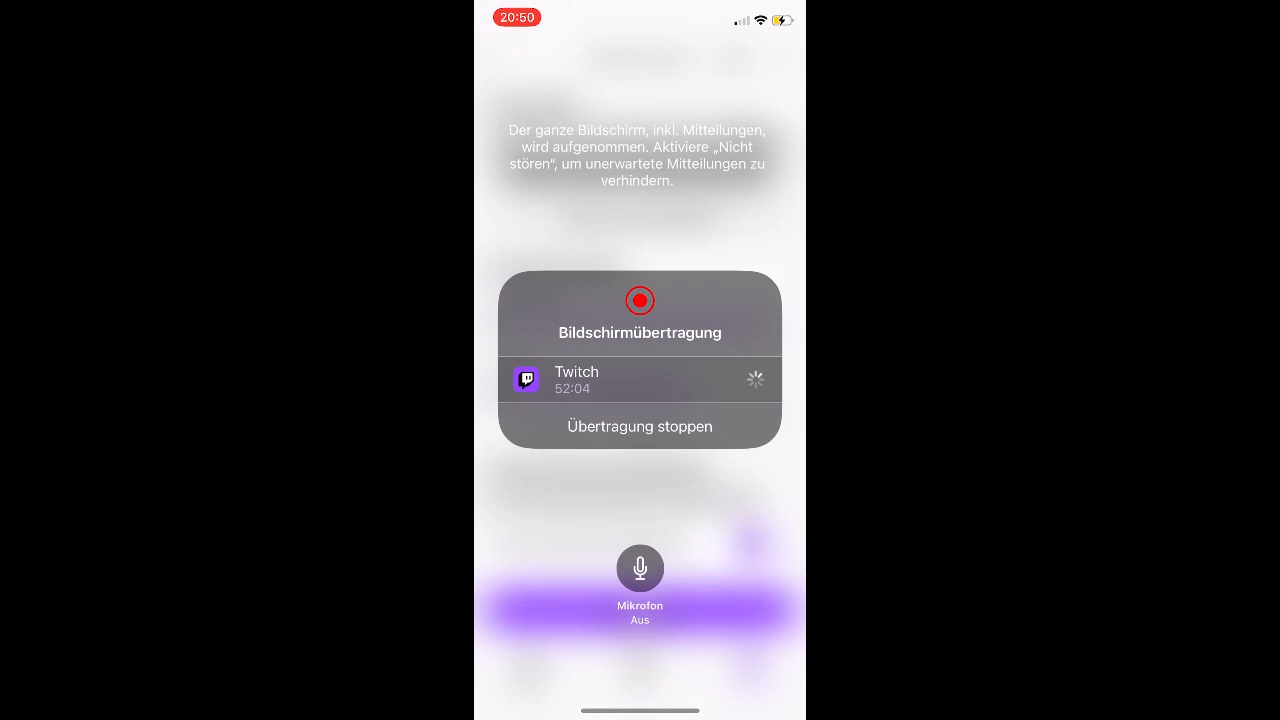 20:50
Der ganze Bildschirm, inkl. Mitteilungen,
wird aufgenommen. Aktiviere „Nicht
stören“, um unerwartete Mitteilungen zu
verhindern.
Bildschirmübertragung
Twitch
52:04
Übertragung stoppen
Mikrofon
Aus